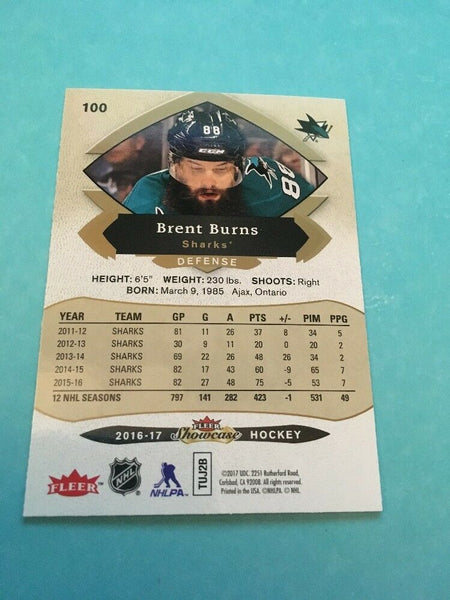 100
88
CCM
88
Brent Burns
Sharks
DEFENSE
HEIGHT: 6'5" WEIGHT: 230 lbs. SHOOTS: Right
BORN: March 9, 1985 Ajax, Ontario
YEAR TEAM GP G A PTS +/- PIM PPG
2011-12 SHARKS 81 11 26 37 8 34 5
2012-13 SHARKS 30 9 11 20 0 20 2
2013-14 SHARKS 69 22 26 48 26 34 2
2014-15 SHARKS 82 17 43 60 -9 65 7
2015-16 SHARKS 82 27 48 75 -5 53 7
12 NHL SEASONS 797 141 282 423 -1 531 49
2016-17 FLEER Showcase HOCKEY
FLEER
NHL
NHLPA
TUJ2B
©2017 UDC. 2251 Rutherford Road,
Carlsbad, CA 92008. All rights reserved.
Printed in the USA. ©NHLPA © NHL.